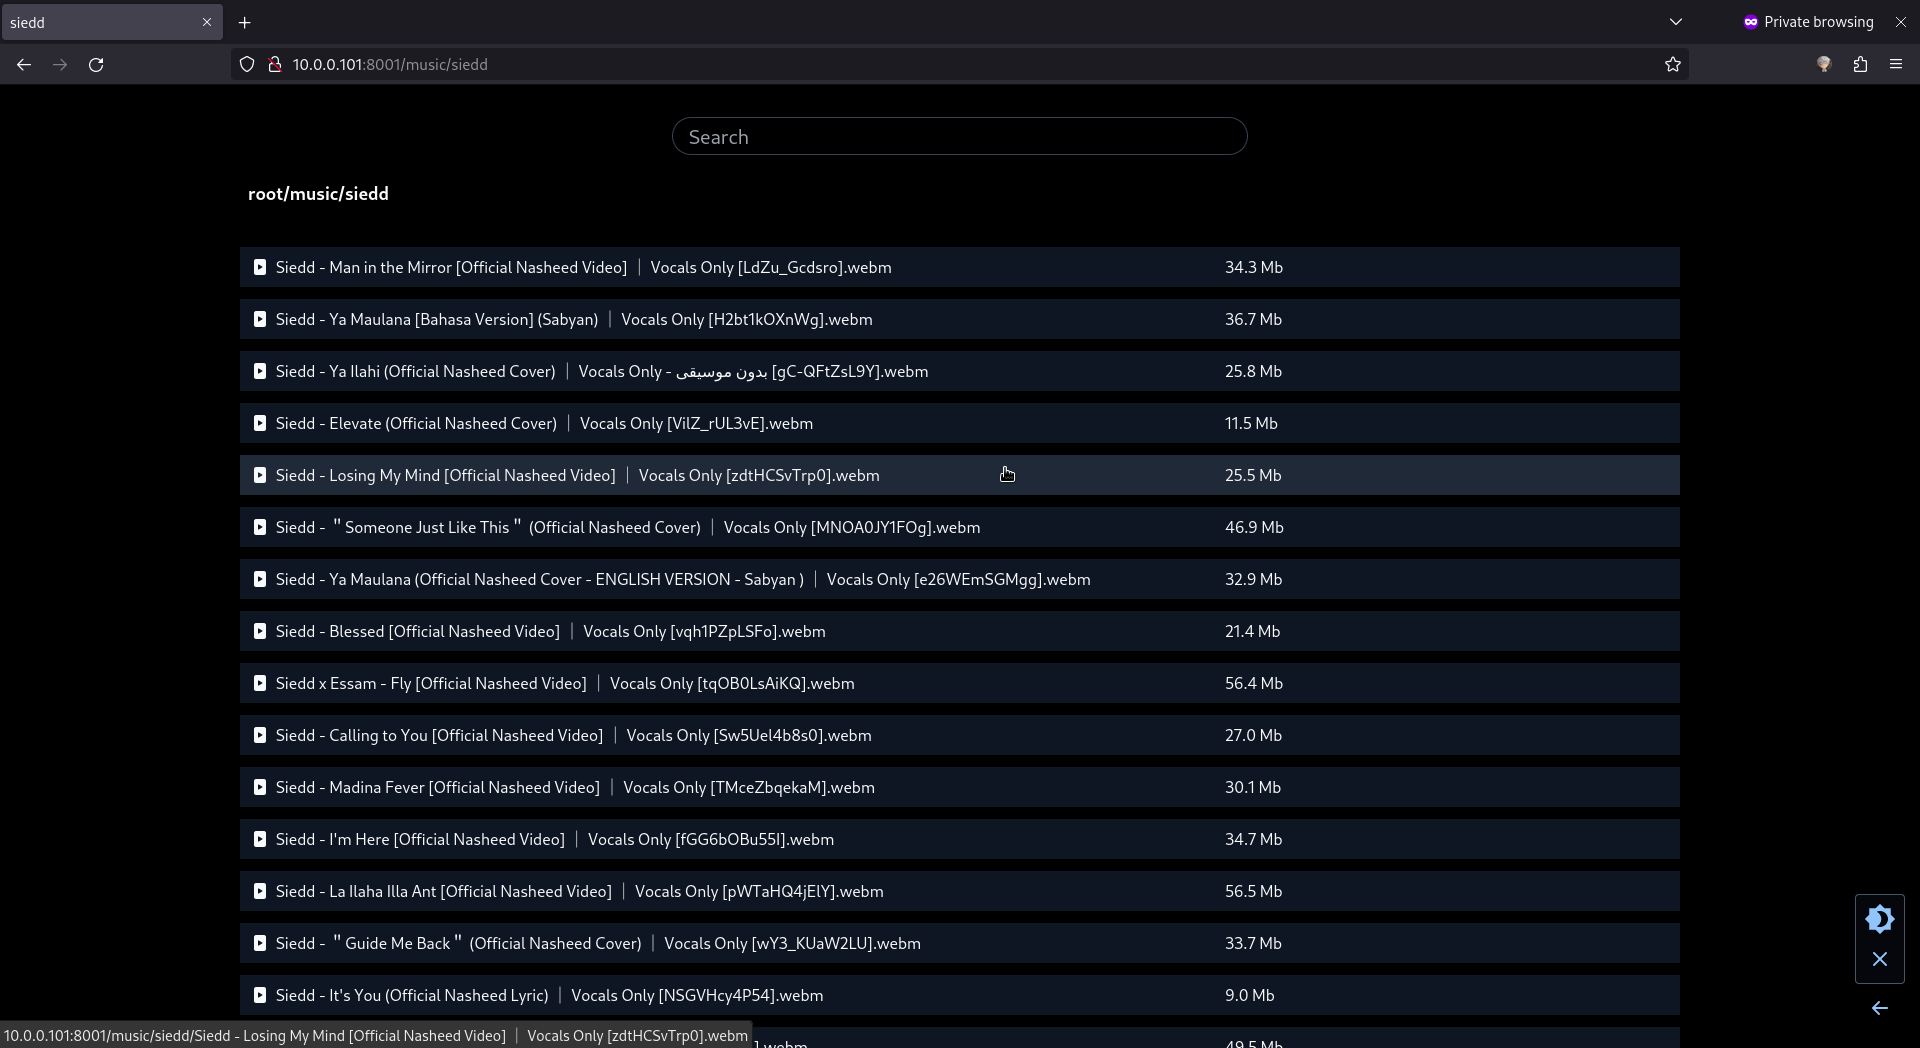 siedd
Private browsing
10.0.0.101:8001/music/siedd
Search
root/music/siedd
Siedd - Man in the Mirror [Official Nasheed Video] ｜ Vocals Only [LdZu_Gcdsro].webm 34.3 Mb
Siedd - Ya Maulana [Bahasa Version] (Sabyan) ｜ Vocals Only [H2bt1kOXnWg].webm 36.7 Mb
Siedd - Ya Ilahi (Official Nasheed Cover) ｜ Vocals Only - بدون موسيقى [gC-QFtZsL9Y].webm 25.8 Mb
Siedd - Elevate (Official Nasheed Cover) ｜ Vocals Only [VilZ_rUL3vE].webm 11.5 Mb
Siedd - Losing My Mind [Official Nasheed Video] ｜ Vocals Only [zdtHCSvTrp0].webm 25.5 Mb
Siedd - ＂Someone Just Like This＂ (Official Nasheed Cover) ｜ Vocals Only [MNOA0JY1FOg].webm 46.9 Mb
Siedd - Ya Maulana (Official Nasheed Cover - ENGLISH VERSION - Sabyan ) ｜ Vocals Only [e26WEmSGMgg].webm 32.9 Mb
Siedd - Blessed [Official Nasheed Video] ｜ Vocals Only [vqh1PZpLSFo].webm 21.4 Mb
Siedd x Essam - Fly [Official Nasheed Video] ｜ Vocals Only [tqOB0LsAiKQ].webm 56.4 Mb
Siedd - Calling to You [Official Nasheed Video] ｜ Vocals Only [Sw5Uel4b8s0].webm 27.0 Mb
Siedd - Madina Fever [Official Nasheed Video] ｜ Vocals Only [TMceZbqekaM].webm 30.1 Mb
Siedd - I'm Here [Official Nasheed Video] ｜ Vocals Only [fGG6bOBu55I].webm 34.7 Mb
Siedd - La Ilaha Illa Ant [Official Nasheed Video] ｜ Vocals Only [pWTaHQ4jElY].webm 56.5 Mb
Siedd - ＂Guide Me Back＂ (Official Nasheed Cover) ｜ Vocals Only [wY3_KUaW2LU].webm 33.7 Mb
Siedd - It's You (Official Nasheed Lyric) ｜ Vocals Only [NSGVHcy4P54].webm 9.0 Mb
10.0.0.101:8001/music/siedd/Siedd - Losing My Mind [Official Nasheed Video] ｜ Vocals Only [zdtHCSvTrp0].webm
].webm 49.5 Mb